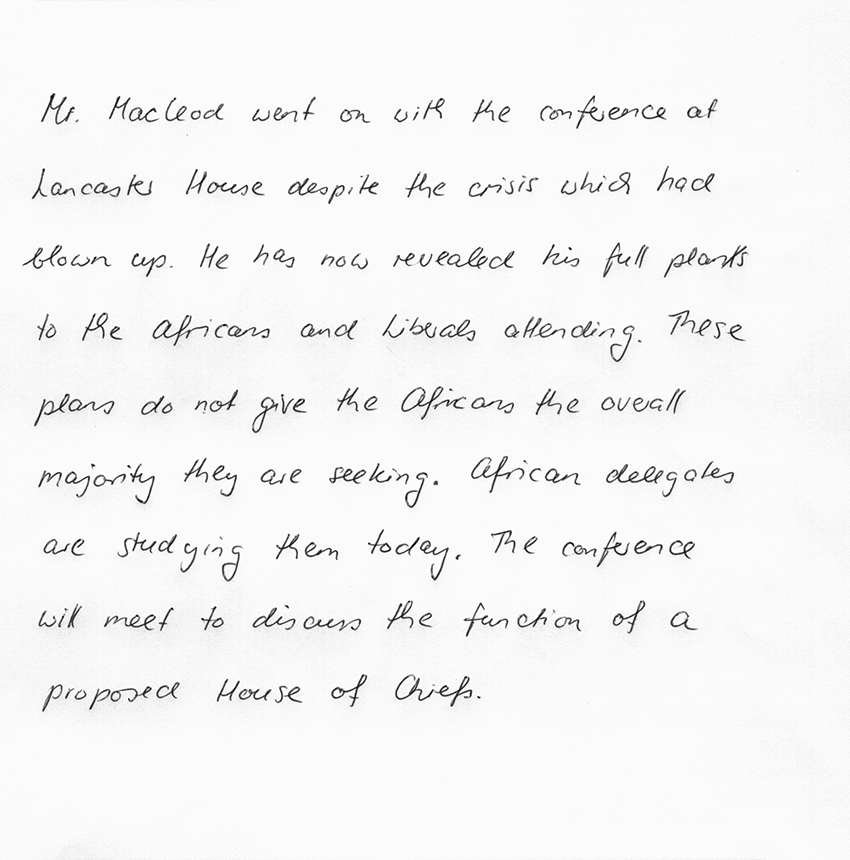 Mr. Macleod went on with the conference at
Lancaster House despite the crisis which had
blown up. He has now revealed his full plants
to the Africans and Liberals attending. These
plans do not give the Africans the overall
majority they are seeking. African delegates
are studying them today. The conference
will meet to discuss the function of a
proposed House of Chiefs.